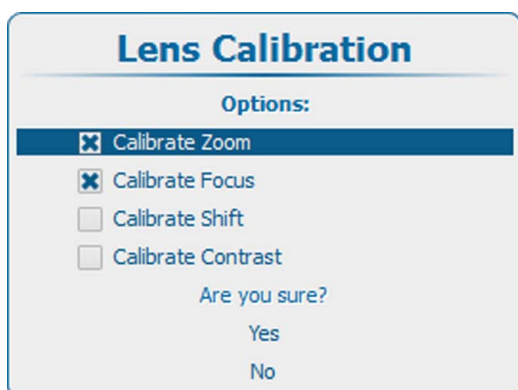 Lens Calibration
Options:
Calibrate Zoom
Calibrate Focus
Calibrate Shift
Calibrate Contrast
Are you sure?
Yes
No